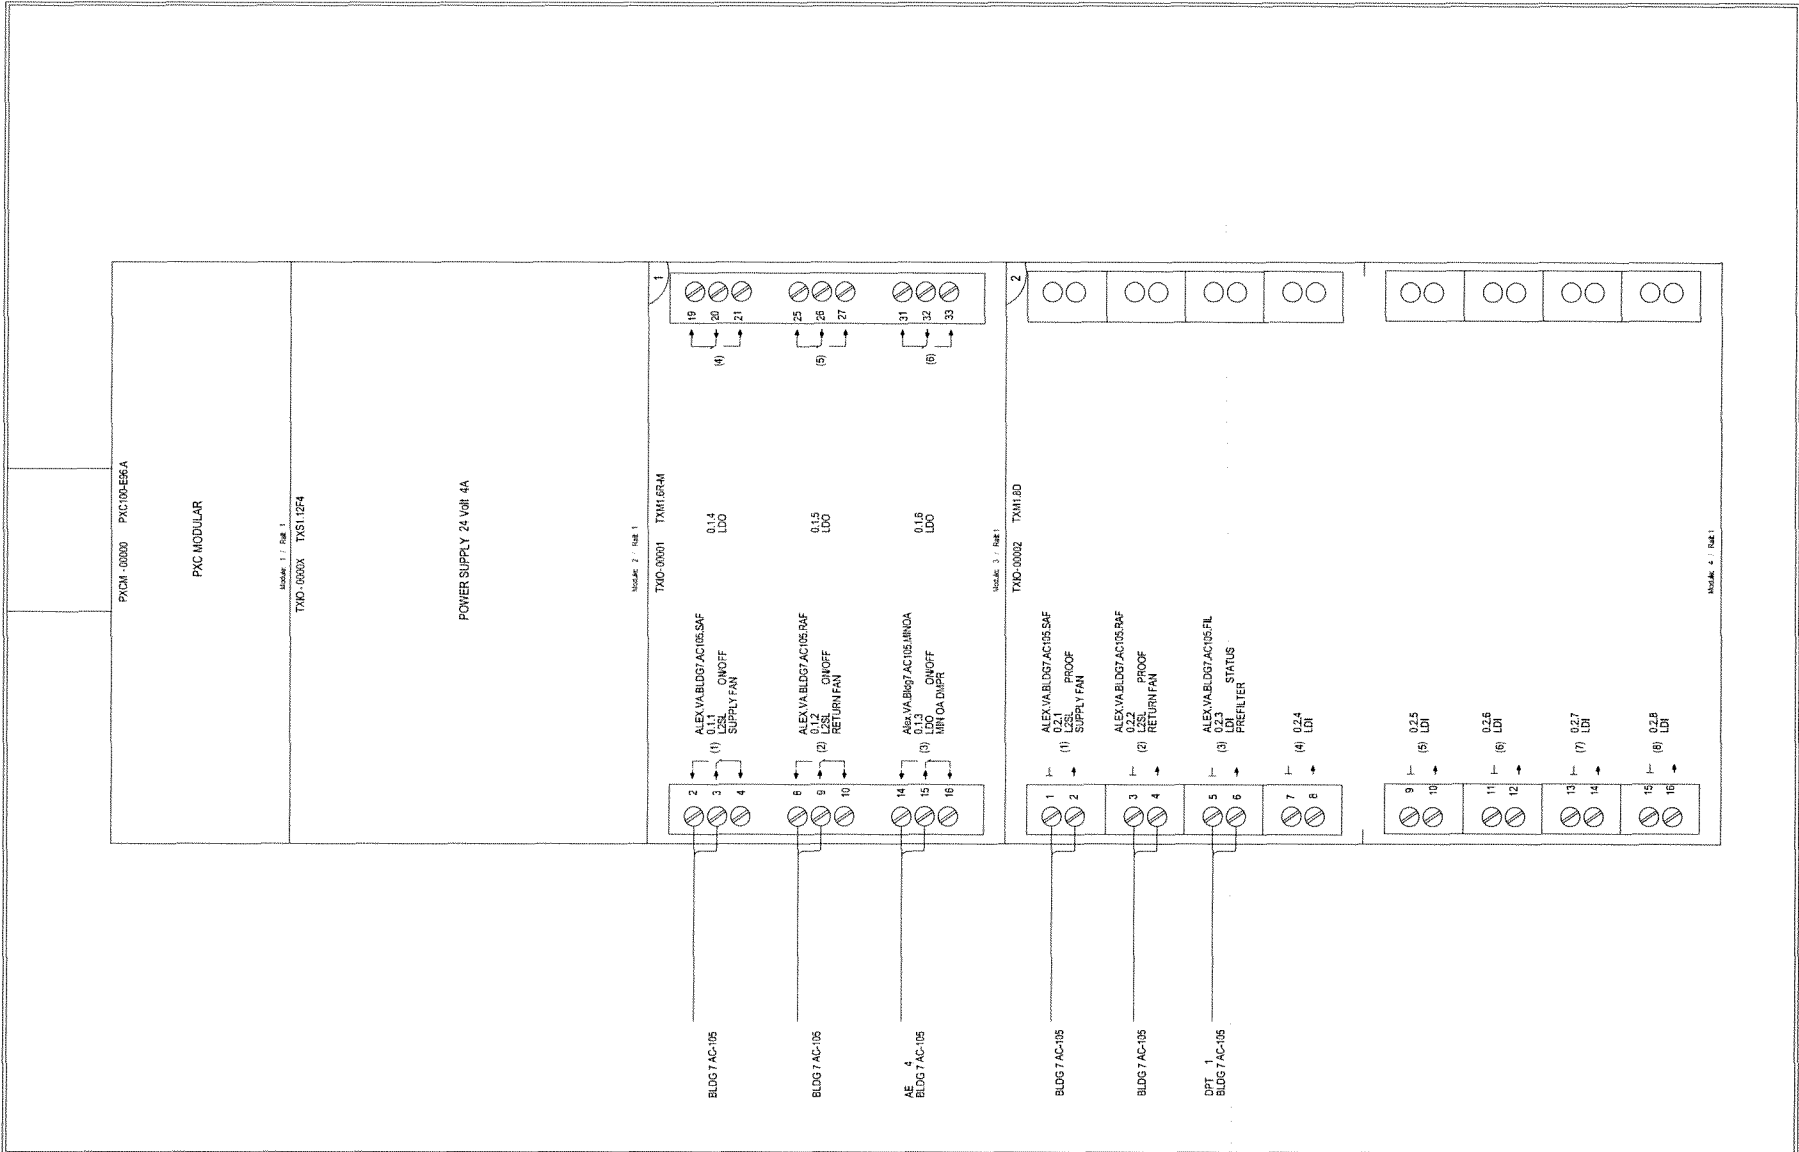 PXCM - 00000 PXC100-E96.A
PXC MODULAR
Module: 1 / Rail: 1
TXIO - 0000X TXS1.12F4
POWER SUPPLY 24 Volt 4A
Module: 2 / Rail: 1
TXIO - 00001 TXM1.6R-M
1
19
20
21
(4)
25
26
27
(5)
31
32
33
(6)
0.1.4
LDO
0.1.5
LDO
0.1.6
LDO
ALEX.VA.BLDG7.AC105.SAF
0.1.1
(1) L2SL ON/OFF
SUPPLY FAN
ALEX.VA.BLDG7.AC105.RAF
0.1.2
(2) L2SL ON/OFF
RETURN FAN
Alex.VA.Bldg7.AC105.MINOA
0.1.3
(3) LDO ON/OFF
MIN OA DMPR
2
3
4
8
9
10
14
15
16
BLDG 7 AC-105
BLDG 7 AC-105
AE 4
BLDG 7 AC-105
Module: 3 / Rail: 1
TXIO - 00002 TXM1.8D
2
ALEX.VA.BLDG7.AC105.SAF
0.2.1
(1) L2SL PROOF
SUPPLY FAN
ALEX.VA.BLDG7.AC105.RAF
0.2.2
(2) L2SL PROOF
RETURN FAN
ALEX.VA.BLDG7.AC105.FIL
0.2.3
(3) LDI STATUS
PREFILTER
0.2.4
(4) LDI
0.2.5
(5) LDI
0.2.6
(6) LDI
0.2.7
(7) LDI
0.2.8
(8) LDI
1
2
3
4
5
6
7
8
9
10
11
12
13
14
15
16
BLDG 7 AC-105
BLDG 7 AC-105
DPT 1
BLDG 7 AC-105
Module: 4 / Rail: 1